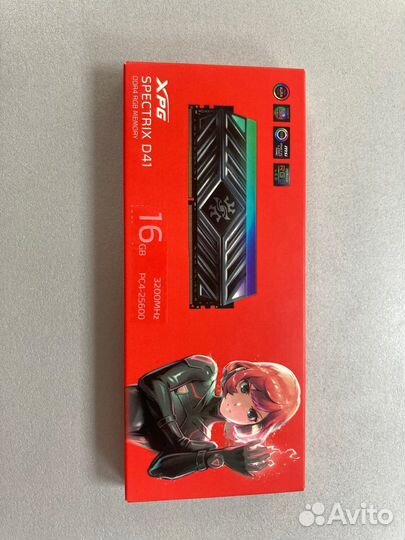 XPG
SPECTRIX D41
DDR4 RGB MEMORY
16GB
3200MHz
PC4-25600
Avito